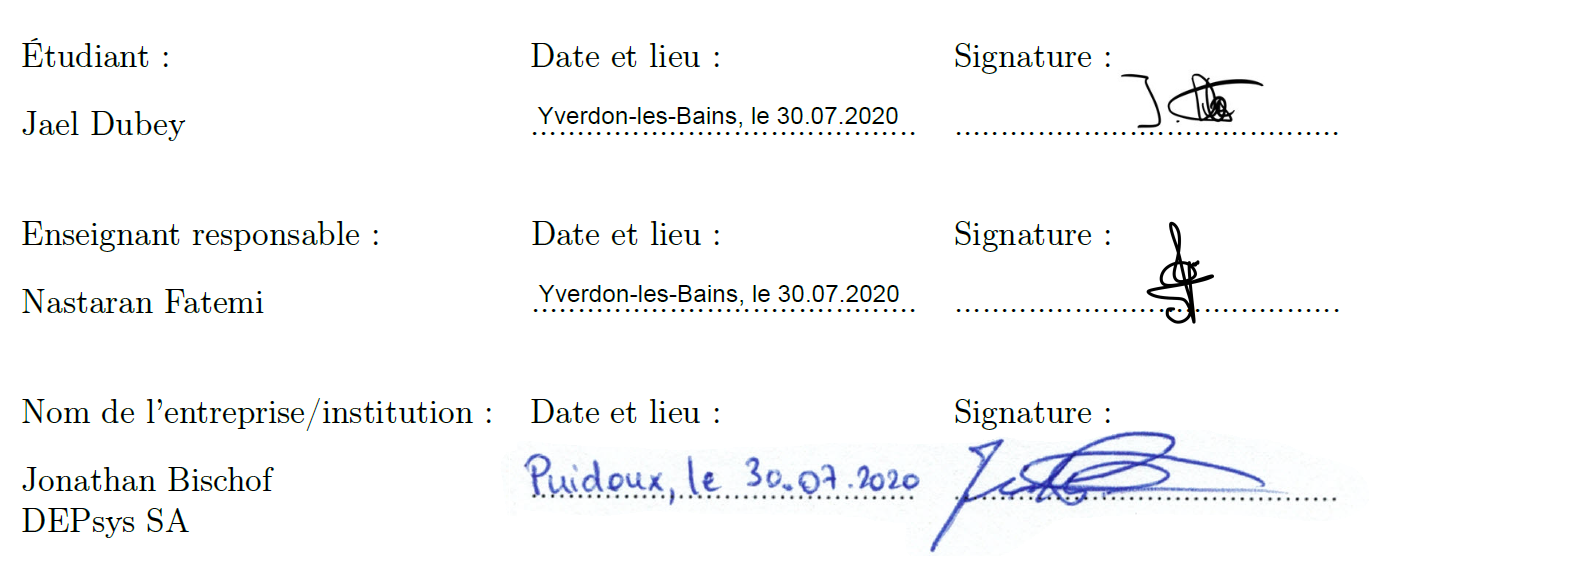 Étudiant : Date et lieu : Signature :
Jael Dubey Yverdon-les-Bains, le 30.07.2020
Enseignant responsable : Date et lieu : Signature :
Nastaran Fatemi Yverdon-les-Bains, le 30.07.2020
Nom de l'entreprise/institution : Date et lieu : Signature :
Jonathan Bischof Puidoux, le 30.07.2020
DEPsys SA